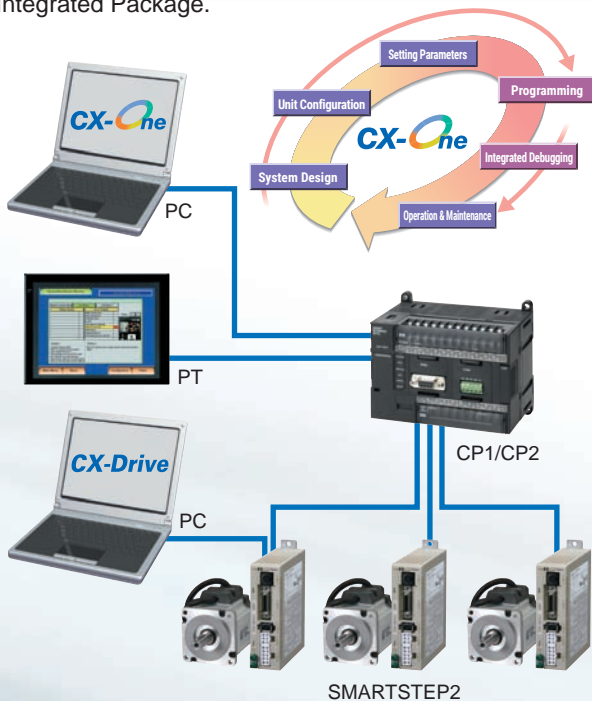 Integrated Package.
CX-One
Setting Parameters
Programming
Unit Configuration
CX-One
Integrated Debugging
System Design
Operation & Maintenance
PC
PT
CP1/CP2
CX-Drive
PC
SMARTSTEP2